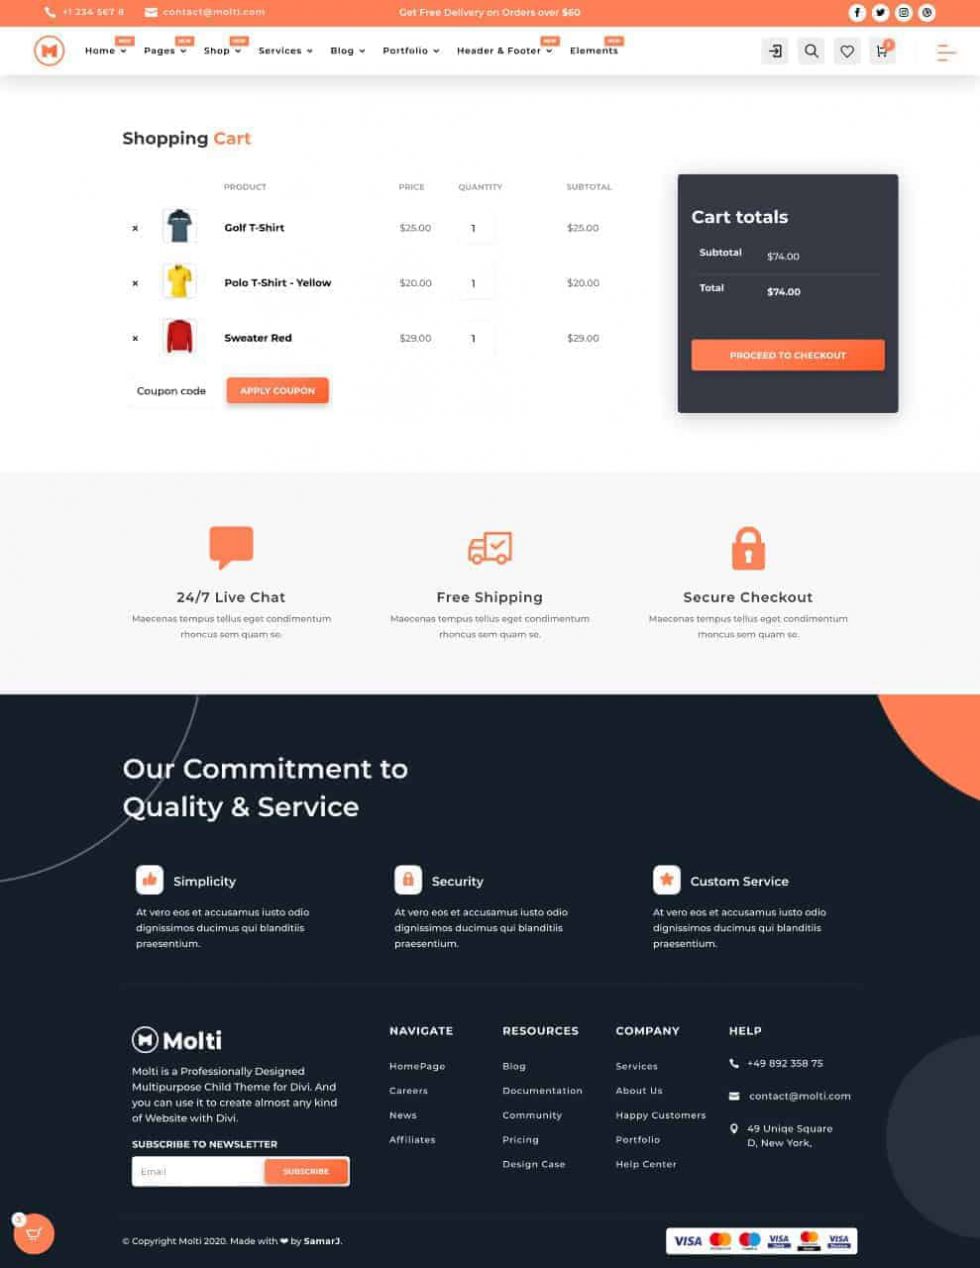 +1 234 567 8 contact@molti.com Get Free Delivery on Orders over $60
Home Pages Shop Services Blog Portfolio Header & Footer Elements
Shopping Cart
PRODUCT PRICE QUANTITY SUBTOTAL
× Golf T-Shirt $25.00 1 $25.00
× Polo T-Shirt - Yellow $20.00 1 $20.00
× Sweater Red $29.00 1 $29.00
Coupon code APPLY COUPON
Cart totals
Subtotal $74.00
Total $74.00
PROCEED TO CHECKOUT
24/7 Live Chat
Maecenas tempus tellus eget condimentum
rhoncus sem quam se.
Free Shipping
Maecenas tempus tellus eget condimentum
rhoncus sem quam se.
Secure Checkout
Maecenas tempus tellus eget condimentum
rhoncus sem quam se.
Our Commitment to
Quality & Service
Simplicity
At vero eos et accusamus iusto odio
dignissimos ducimus qui blanditiis
praesentium.
Security
At vero eos et accusamus iusto odio
dignissimos ducimus qui blanditiis
praesentium.
Custom Service
At vero eos et accusamus iusto odio
dignissimos ducimus qui blanditiis
praesentium.
Molti
Molti is a Professionally Designed
Multipurpose Child Theme for Divi. And
you can use it to create almost any kind
of Website with Divi.
SUBSCRIBE TO NEWSLETTER
Email SUBSCRIBE
NAVIGATE
HomePage
Careers
News
Affiliates
RESOURCES
Blog
Documentation
Community
Pricing
Design Case
COMPANY
Services
About Us
Happy Customers
Portfolio
Help Center
HELP
+49 892 358 75
contact@molti.com
49 Uniqe Square
D, New York,
3
© Copyright Molti 2020. Made with ❤ by SamarJ.
VISA VISA VISA